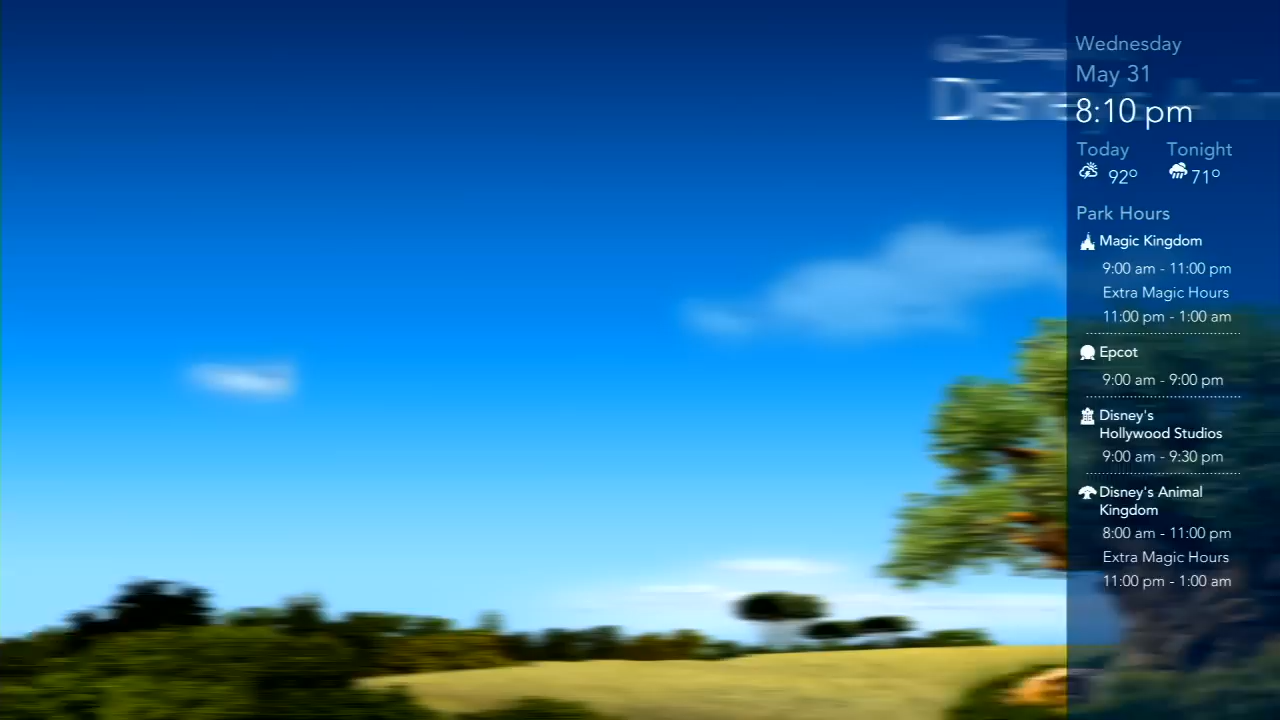 Wednesday
May 31
8:10 pm
Today Tonight
92° 71°
Park Hours
Magic Kingdom
9:00 am - 11:00 pm
Extra Magic Hours
11:00 pm - 1:00 am
Epcot
9:00 am - 9:00 pm
Disney's
Hollywood Studios
9:00 am - 9:30 pm
Disney's Animal
Kingdom
8:00 am - 11:00 pm
Extra Magic Hours
11:00 pm - 1:00 am